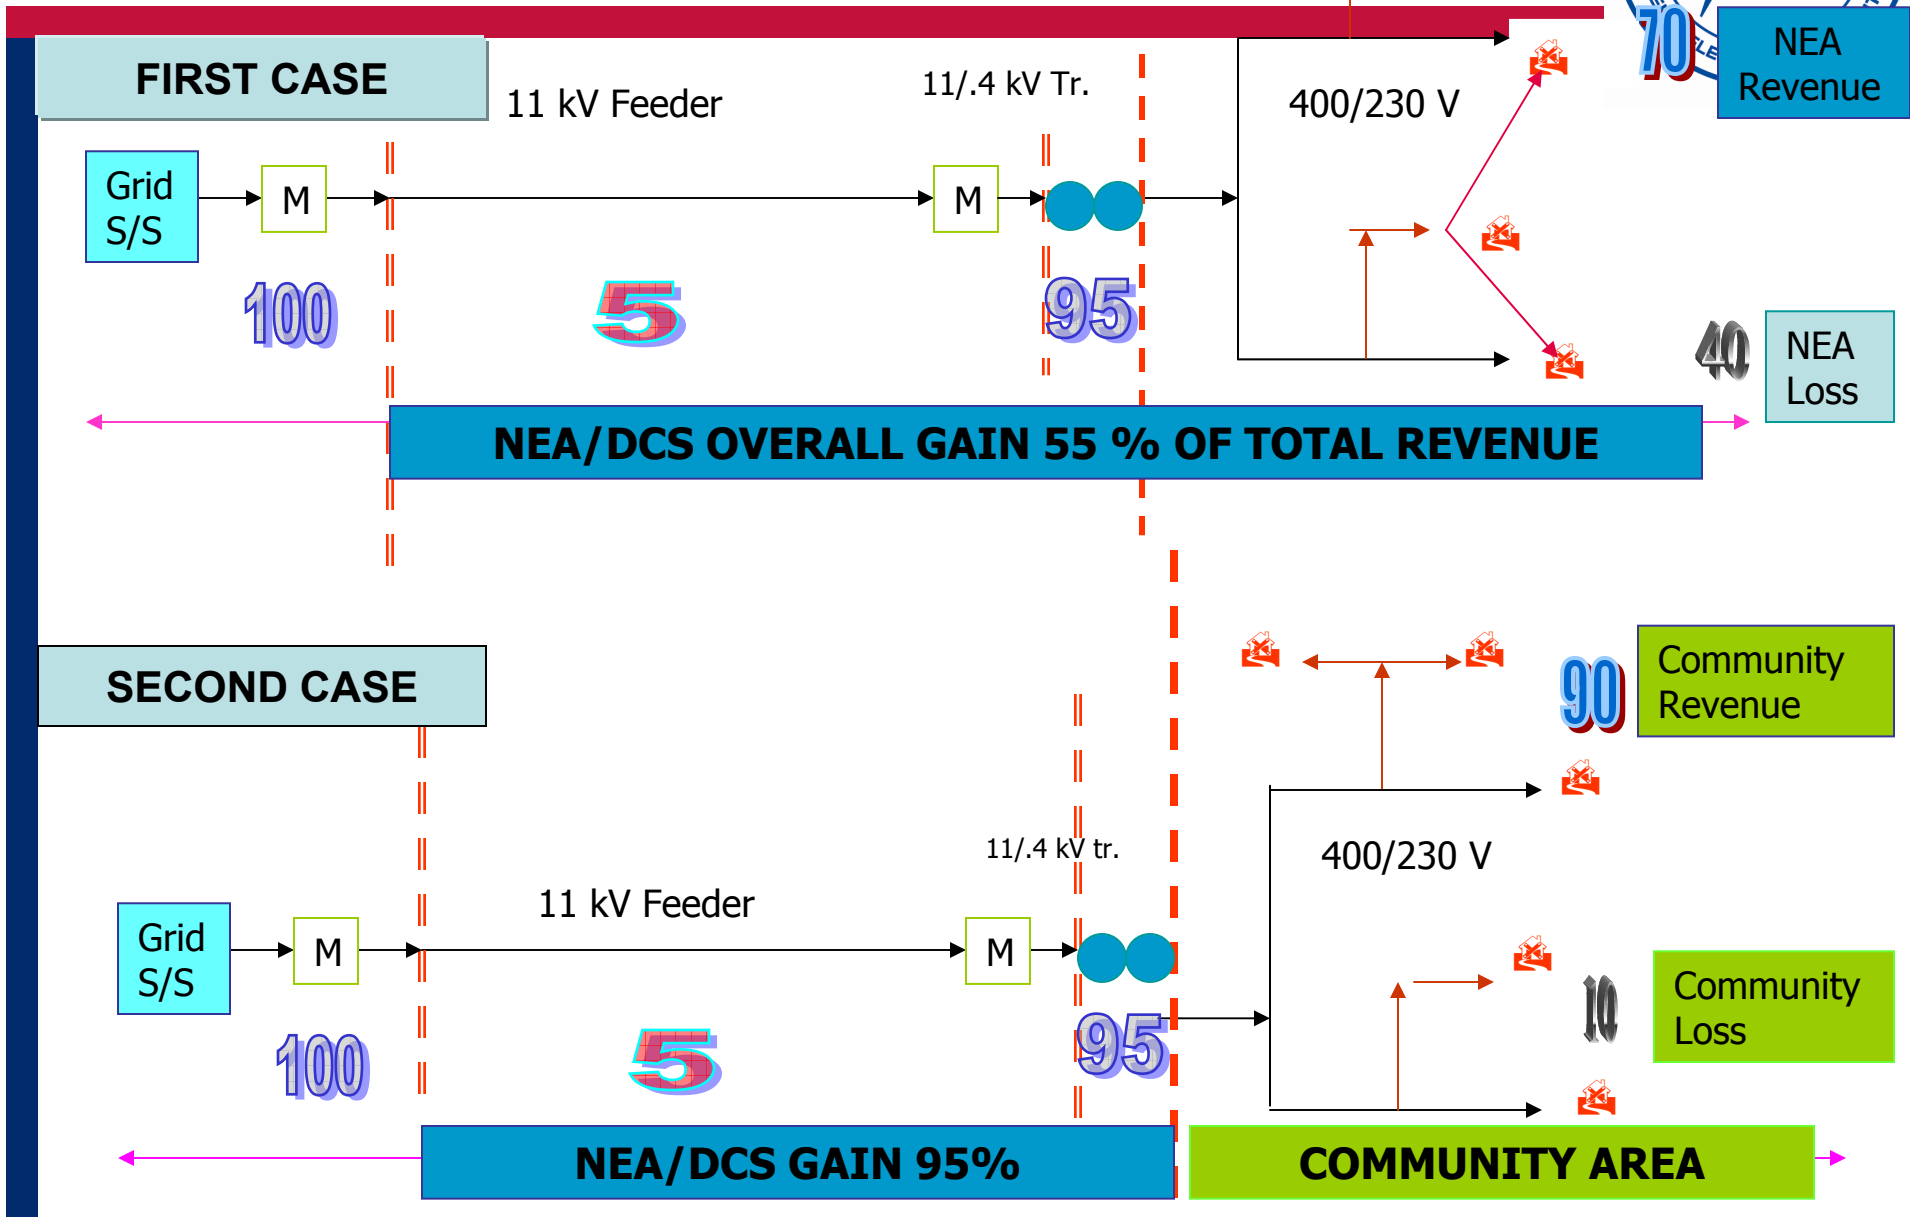 FIRST CASE
11 kV Feeder
11/.4 kV Tr.
400/230 V
70
NEA
Revenue
Grid
S/S
M
M
100
5
95
40
NEA
Loss
NEA/DCS OVERALL GAIN 55 % OF TOTAL REVENUE
SECOND CASE
90
Community
Revenue
11/.4 kV tr.
400/230 V
11 kV Feeder
Grid
S/S
M
M
100
5
95
10
Community
Loss
NEA/DCS GAIN 95%
COMMUNITY AREA